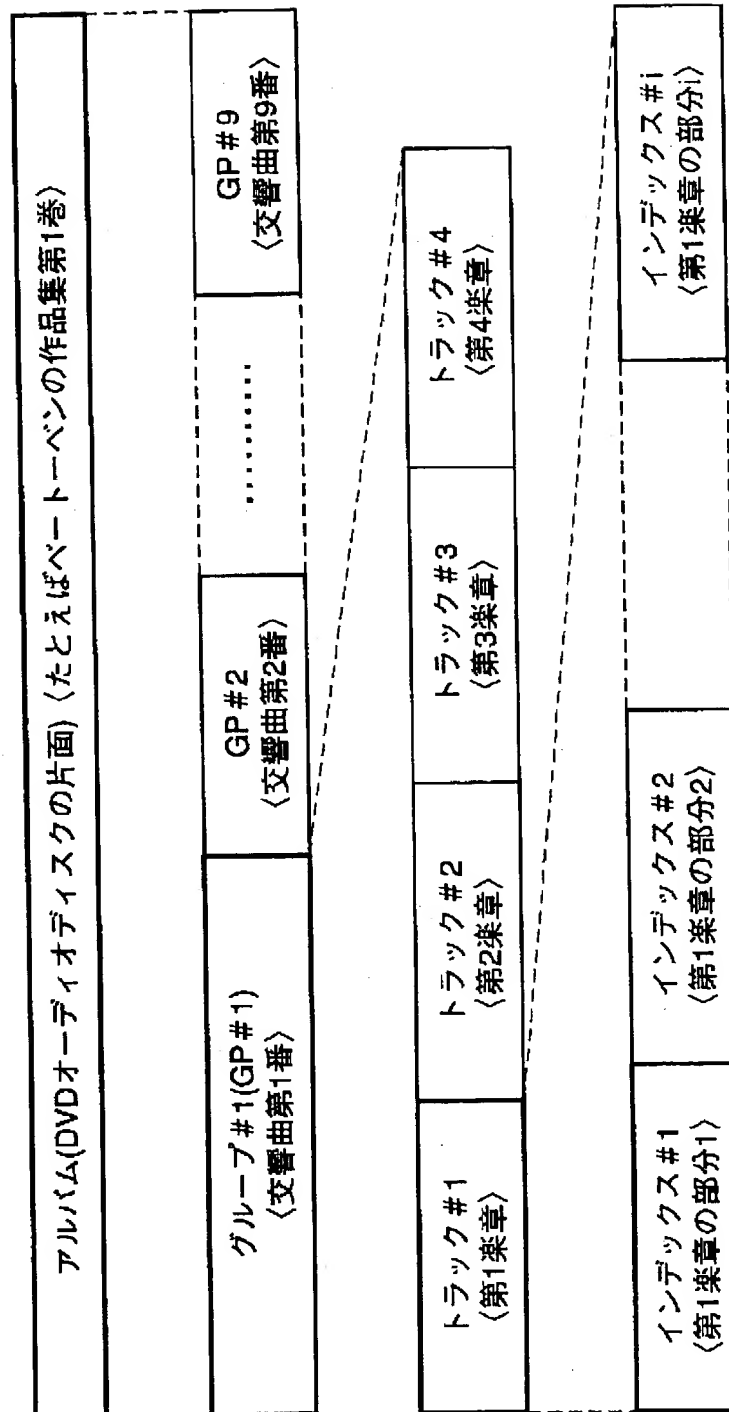 アルバム(DVDオーディオディスクの片面)〈たとえばベートーベンの作品集第1巻〉
グループ#1(GP#1)
〈交響曲第1番〉
GP#2
〈交響曲第2番〉
.........
GP#9
〈交響曲第9番〉
トラック#1
〈第1楽章〉
トラック#2
〈第2楽章〉
トラック#3
〈第3楽章〉
トラック#4
〈第4楽章〉
インデックス#1
〈第1楽章の部分1〉
インデックス#2
〈第1楽章の部分2〉
インデックス#i
〈第1楽章の部分i〉